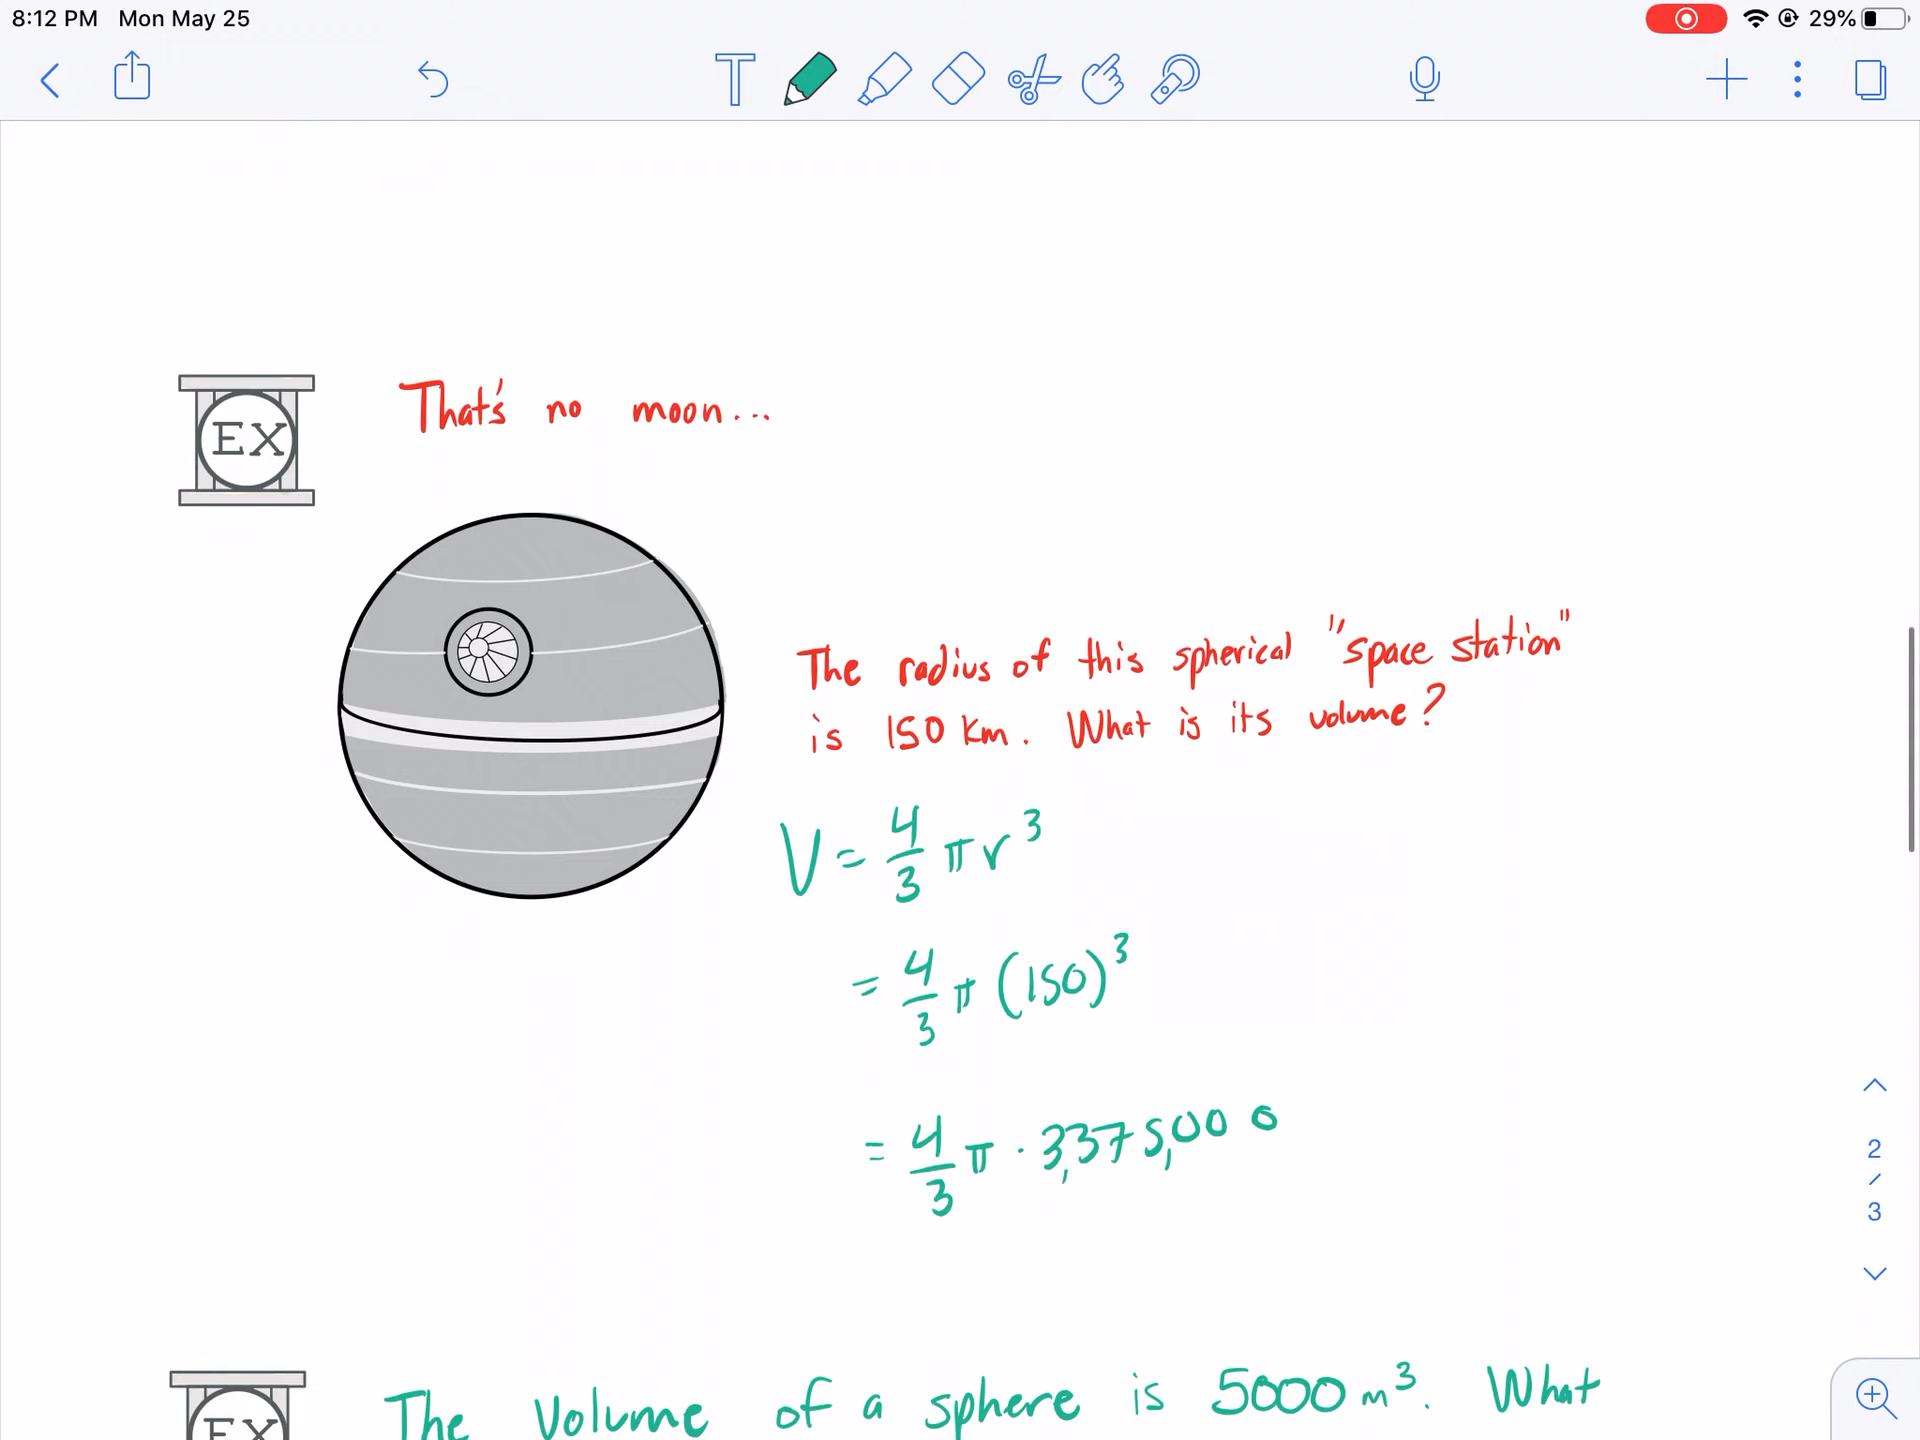 8:12 PM Mon May 25
29%
T
EX
That's no moon...
The radius of this spherical "space station"
is 150 km. What is its volume?
V = 4/3 π r³
= 4/3 π (150)³
= 4/3 π · 3,375,000
2
/
3
EX
The volume of a sphere is 5000 m³. What